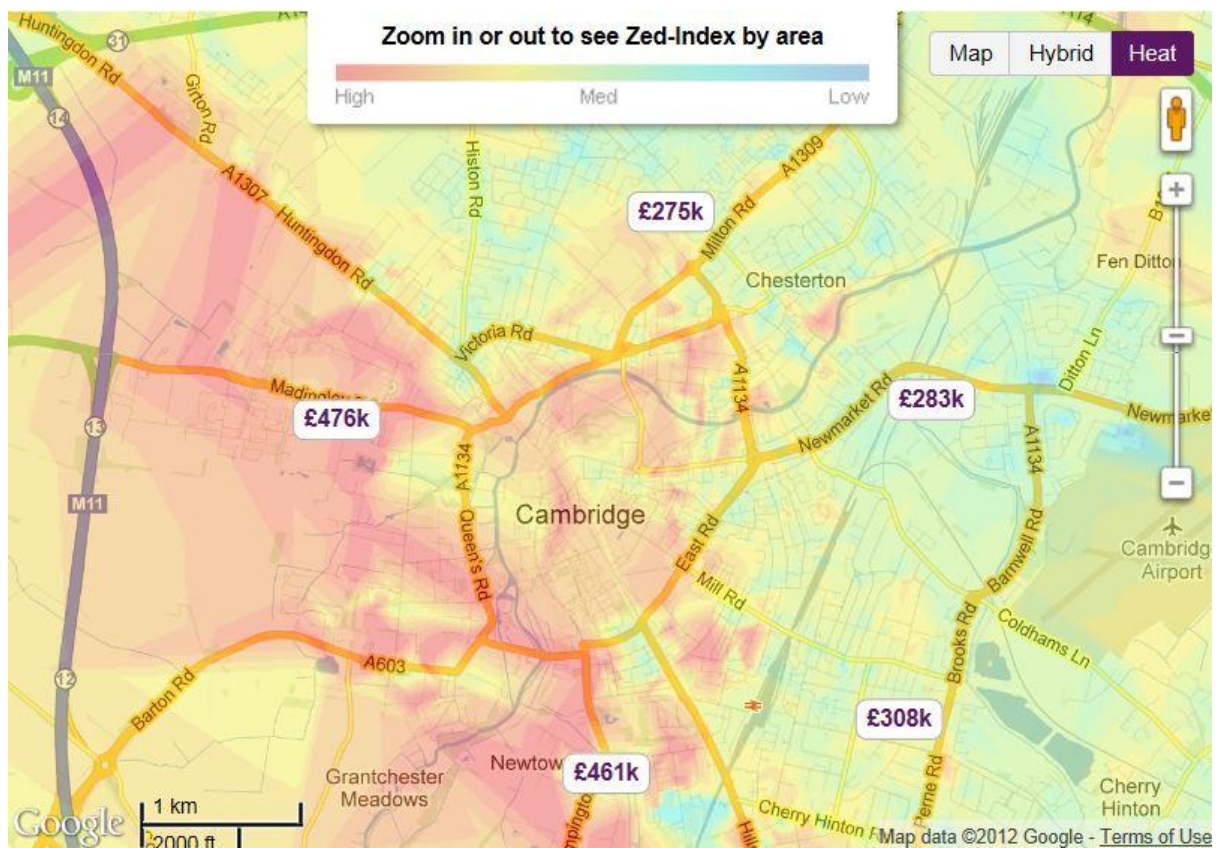 Zoom in or out to see Zed-Index by area
High Med Low
Map Hybrid Heat
Huntingdon Rd
31
A14
M11
14
Girton Rd
A1307
Huntingdon Rd
Histon Rd
A1309
Milton Rd
£275k
Chesterton
Fen Ditton
Ditton Ln
Victoria Rd
Madingley
£476k
A1134
A1134
Newmarket Rd
£283k
Newmarket
A1134
13
M11
Queen's Rd
Cambridge
East Rd
Mill Rd
Barnwell Rd
Cambridge
Airport
Coldhams Ln
Brooks Rd
A603
12
Barton Rd
Grantchester
Meadows
Newtow
£461k
£308k
Perne Rd
Cherry
Hinton
Cherry Hinton R
Google
1 km
2000 ft
Map data ©2012 Google - Terms of Use